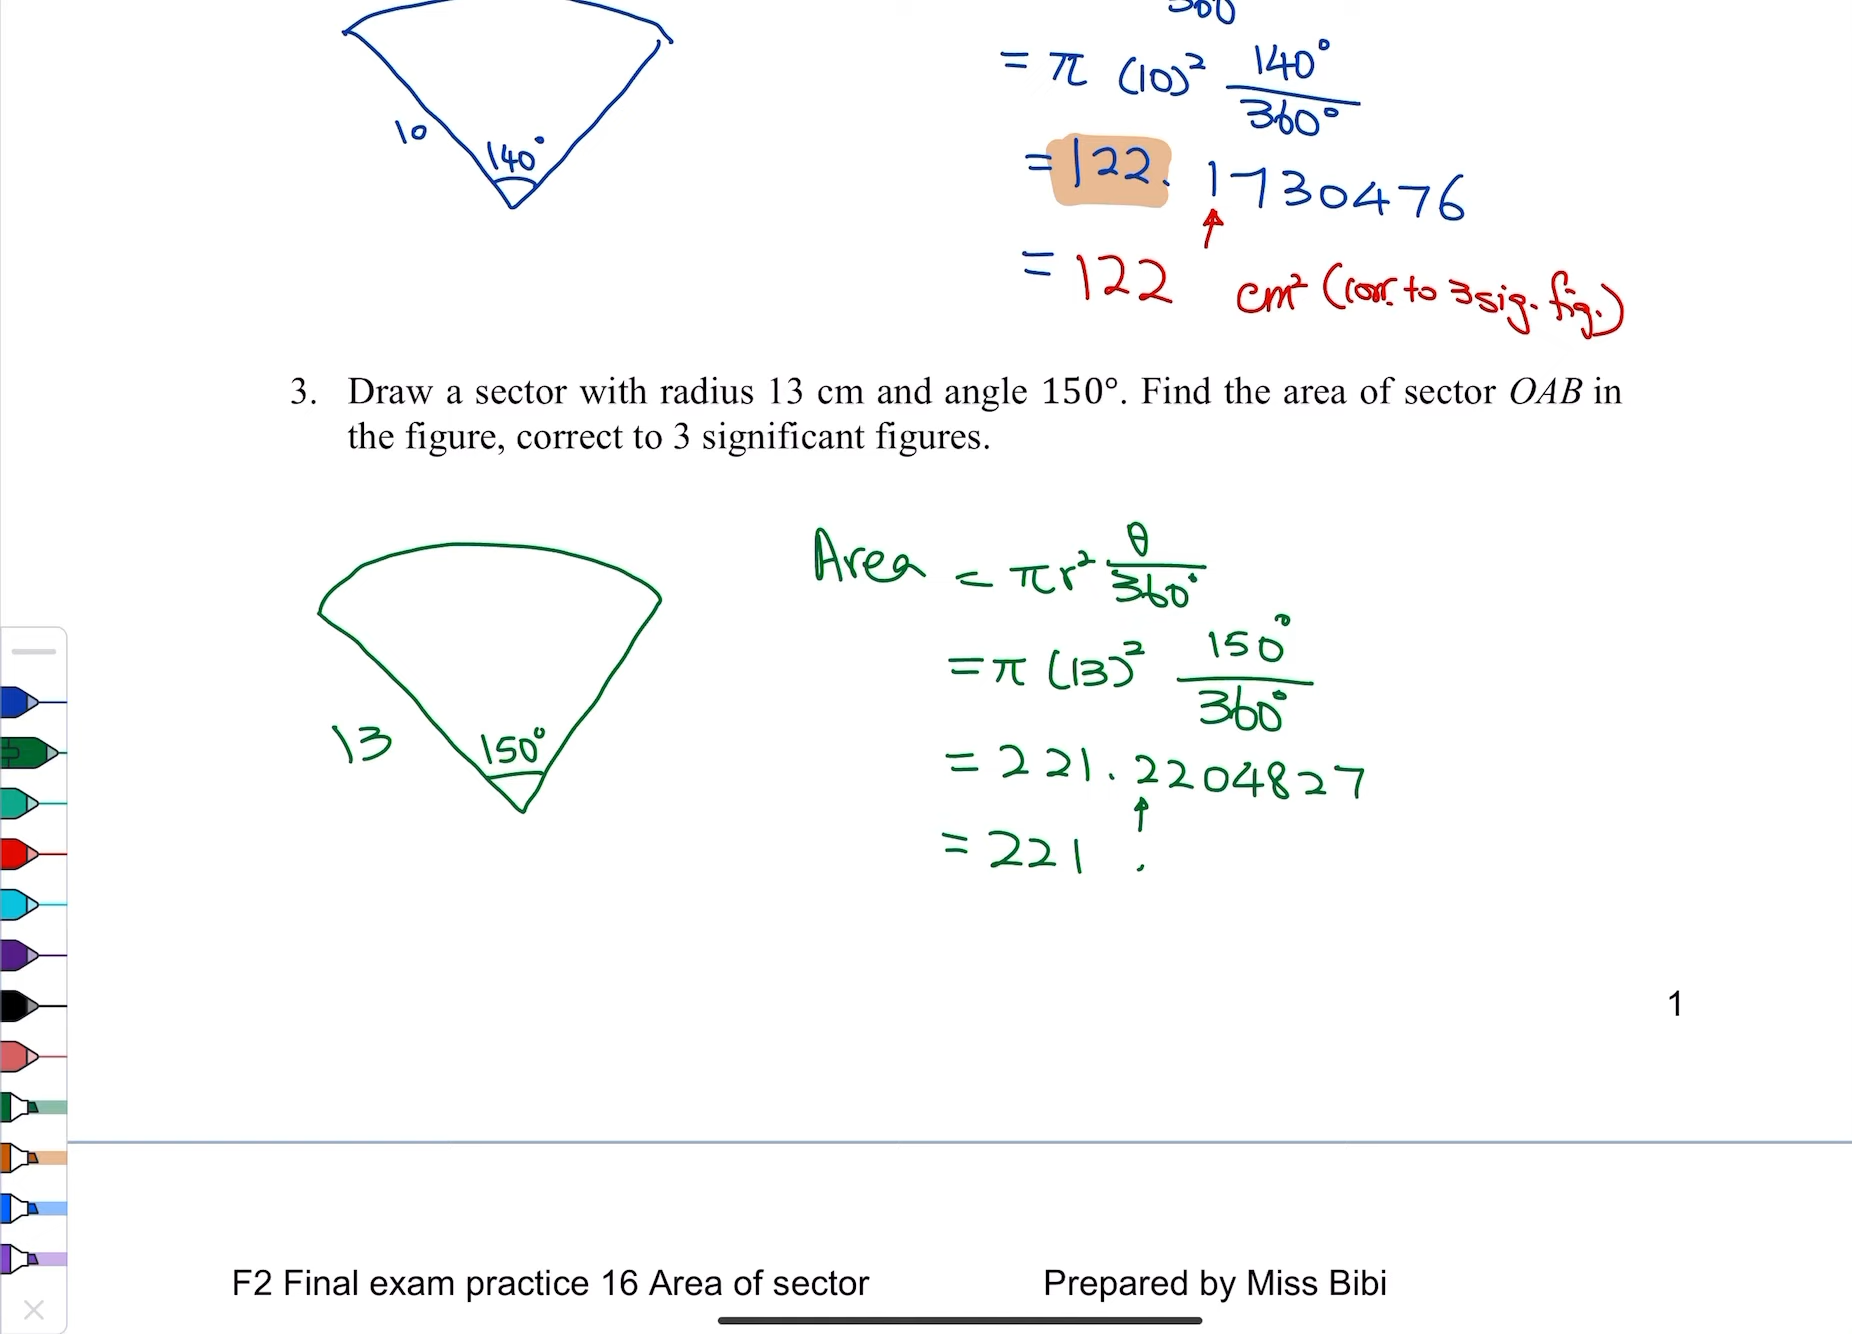 10
140°
= π (10)² 140° / 360°
= 122.1730476
= 122 cm² (corr. to 3 sig. fig.)
3. Draw a sector with radius 13 cm and angle 150°. Find the area of sector OAB in
the figure, correct to 3 significant figures.
13
150°
Area = πr² θ / 360°
= π (13)² 150° / 360°
= 221.2204827
= 221 .
1
F2 Final exam practice 16 Area of sector Prepared by Miss Bibi